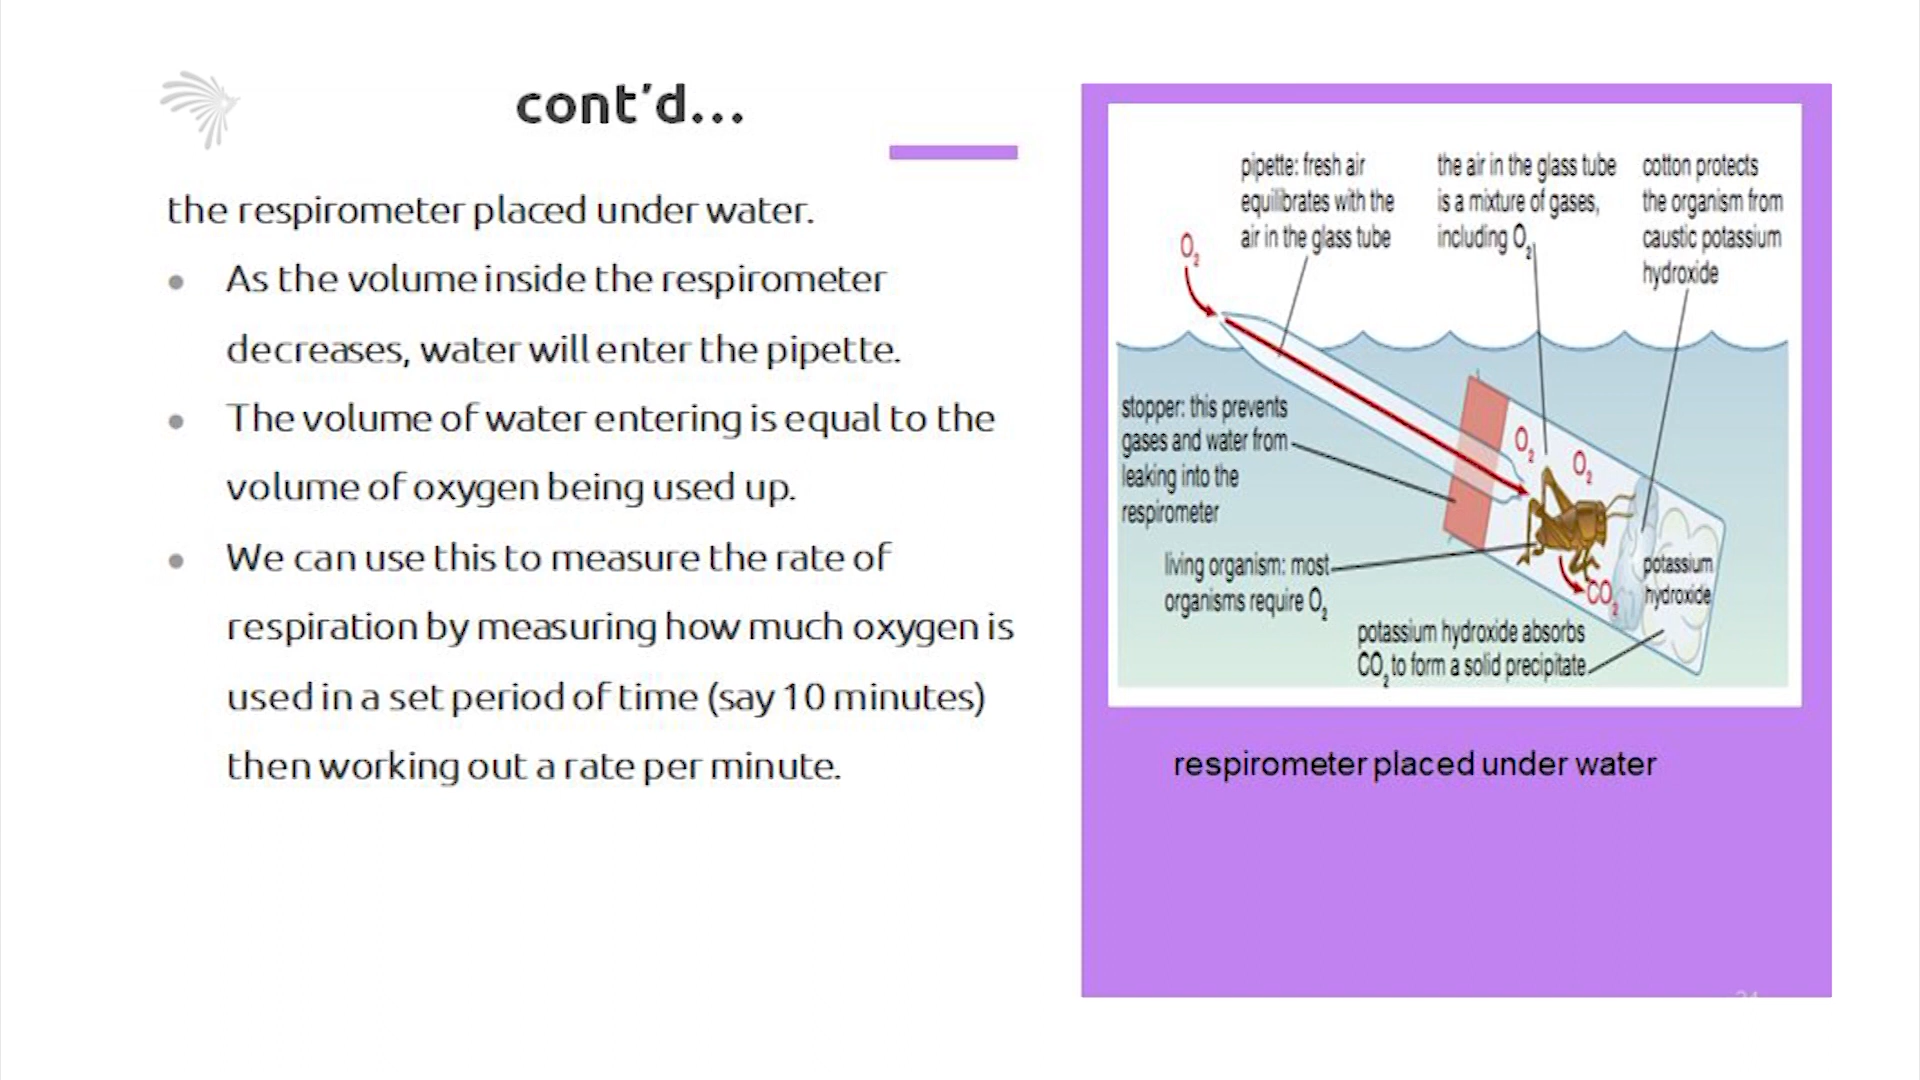 cont'd...
the respirometer placed under water.
• As the volume inside the respirometer
decreases, water will enter the pipette.
• The volume of water entering is equal to the
volume of oxygen being used up.
• We can use this to measure the rate of
respiration by measuring how much oxygen is
used in a set period of time (say 10 minutes)
then working out a rate per minute.
pipette: fresh air
equilibrates with the
air in the glass tube
the air in the glass tube
is a mixture of gases,
including O₂
cotton protects
the organism from
caustic potassium
hydroxide
O₂
stopper: this prevents
gases and water from
leaking into the
respirometer
O₂
O₂
living organism: most
organisms require O₂
CO₂
potassium
hydroxide
potassium hydroxide absorbs
CO₂ to form a solid precipitate
respirometer placed under water